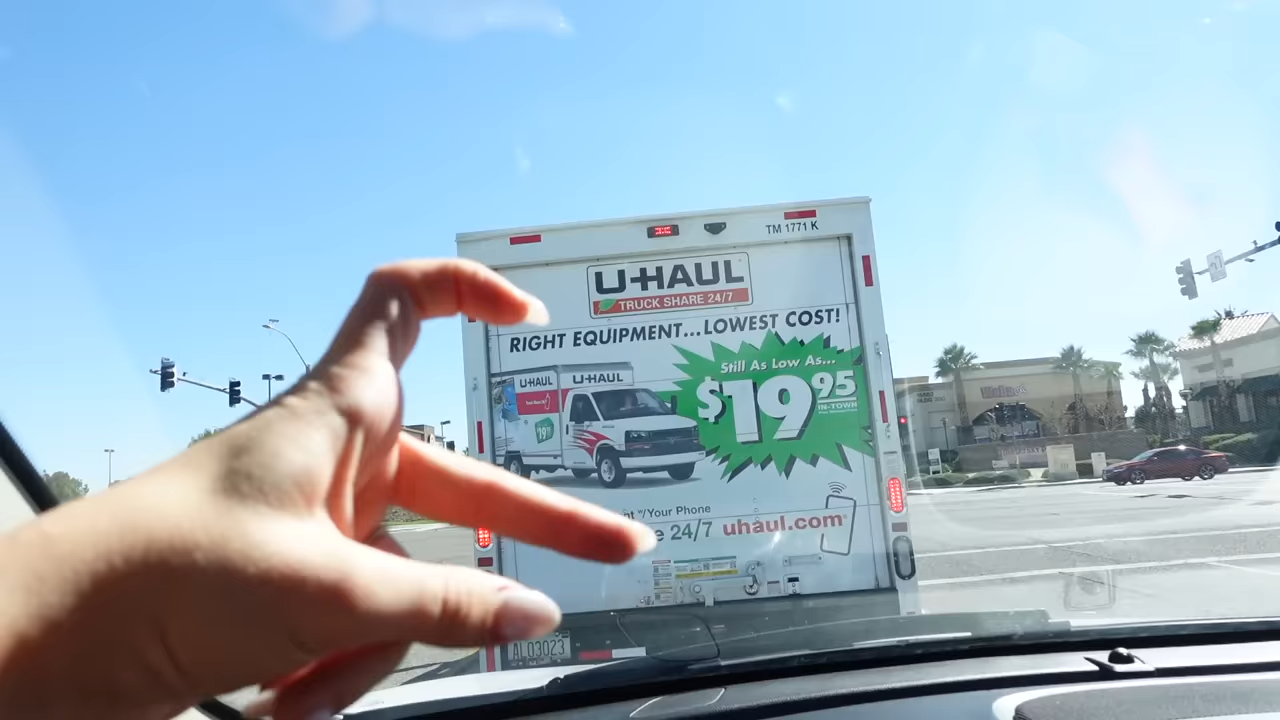 TM 1771 K
U-HAUL
TRUCK SHARE 24/7
RIGHT EQUIPMENT...LOWEST COST!
Still As Low As...
$19 95
IN-TOWN
U-HAUL U-HAUL
$19
/Your Phone
24/7 uhaul.com
AL03023